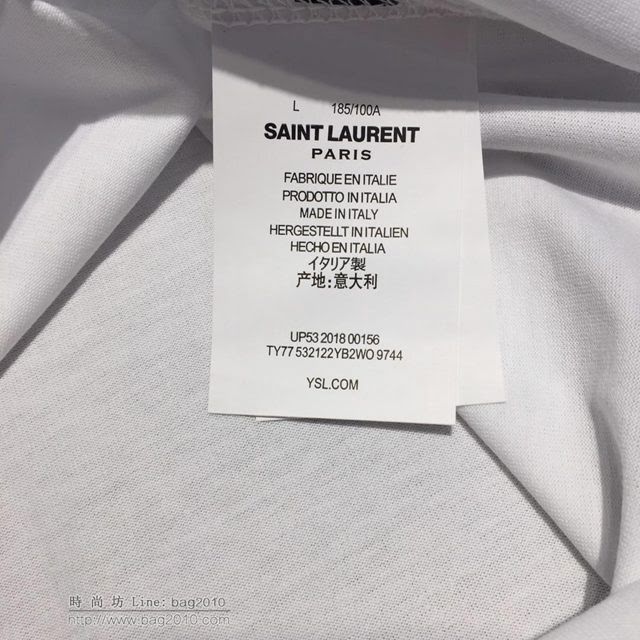 L 185/100A
SAINT LAURENT
PARIS
FABRIQUE EN ITALIE
PRODOTTO IN ITALIA
MADE IN ITALY
HERGESTELLT IN ITALIEN
HECHO EN ITALIA
イタリア製
产地:意大利
UP53 2018 00156
TY77 532122YB2WO 9744
YSL.COM
時尚坊 Line: bag2010
http://www.bag2010.com